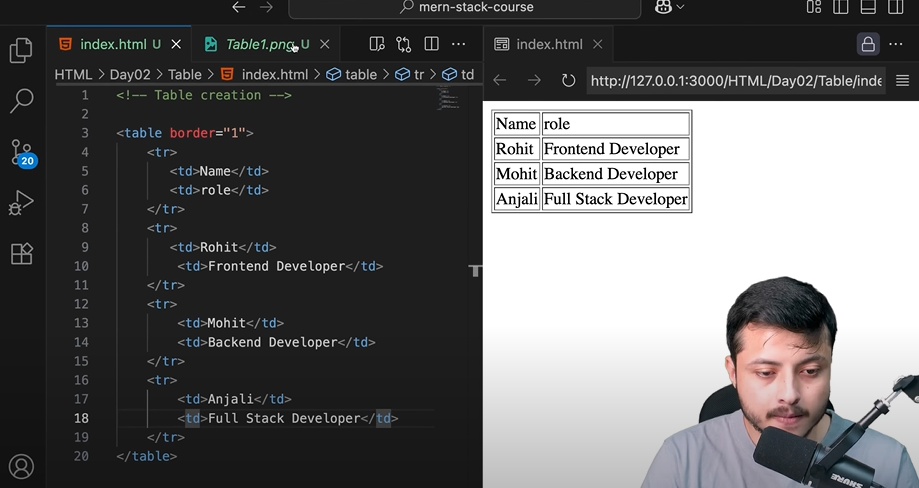 mern-stack-course
index.html U
Table1.png U
index.html
HTML > Day02 > Table > index.html > table > tr > td
http://127.0.0.1:3000/HTML/Day02/Table/inde
1 <!-- Table creation -->
2
3 <table border="1">
4 <tr>
5 <td>Name</td>
6 <td>role</td>
7 </tr>
8 <tr>
9 <td>Rohit</td>
10 <td>Frontend Developer</td>
11 </tr>
12 <tr>
13 <td>Mohit</td>
14 <td>Backend Developer</td>
15 </tr>
16 <tr>
17 <td>Anjali</td>
18 <td>Full Stack Developer</td>
19 </tr>
20 </table>
20
Name role
Rohit Frontend Developer
Mohit Backend Developer
Anjali Full Stack Developer
SHURE